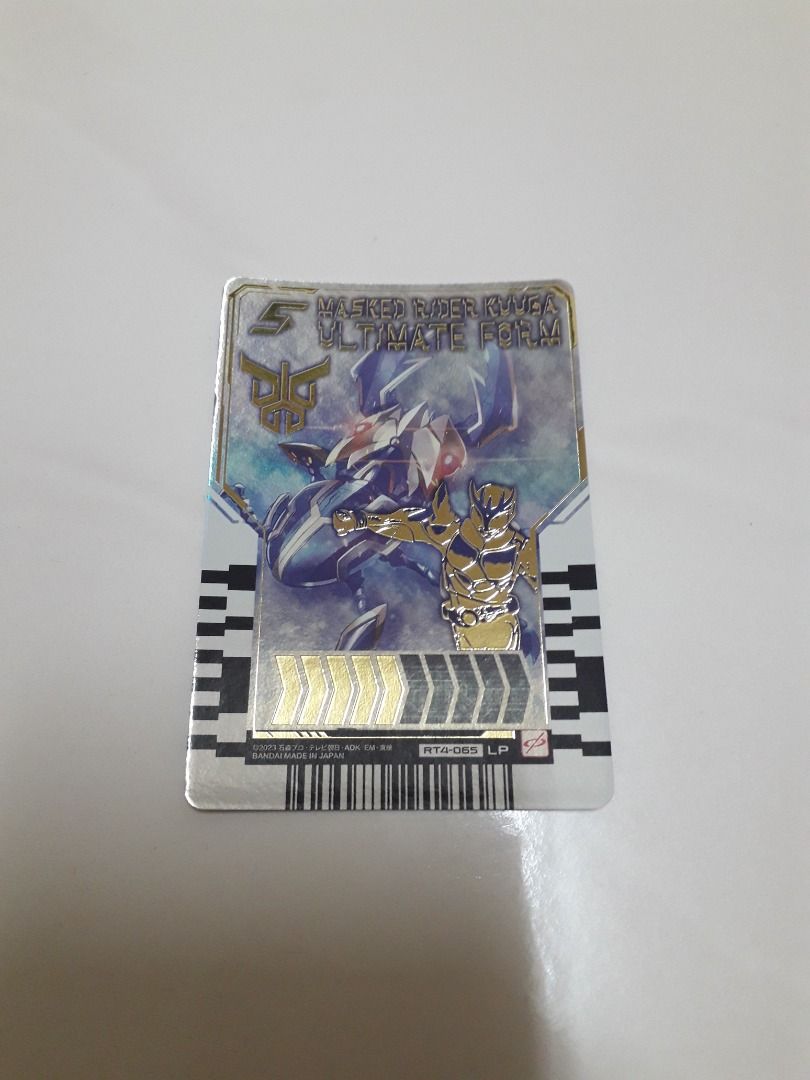 5
MASKED RIDER KUUGA
ULTIMATE FORM
©2023 石森プロ・テレビ朝日・ADK EM・東映
BANDAI MADE IN JAPAN
RT4-065 LP